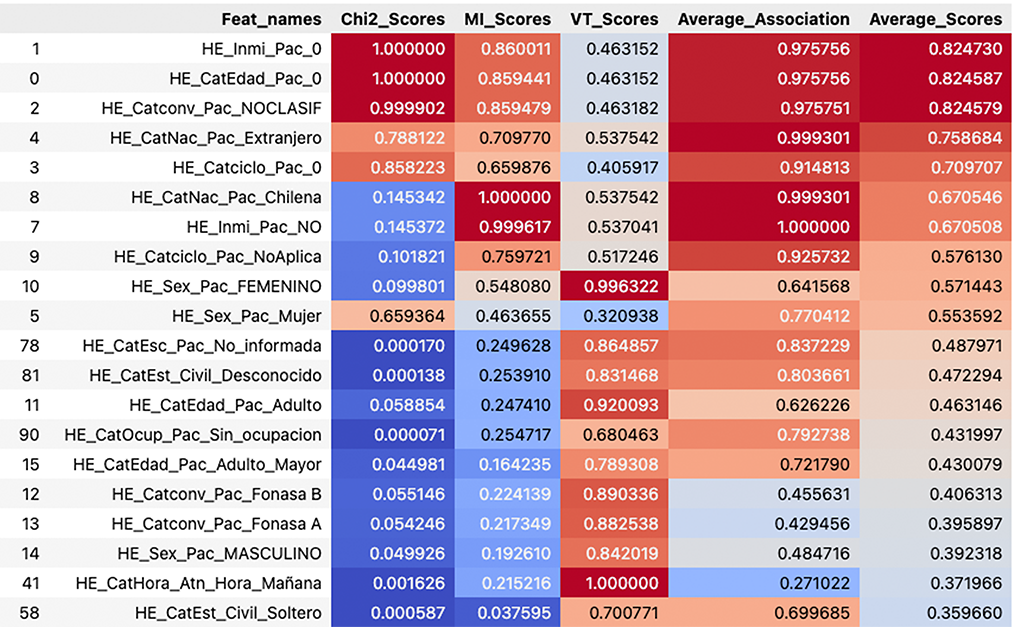 Feat_names Chi2_Scores MI_Scores VT_Scores Average_Association Average_Scores
1 HE_Inmi_Pac_0 1.000000 0.860011 0.463152 0.975756 0.824730
0 HE_CatEdad_Pac_0 1.000000 0.859441 0.463152 0.975756 0.824587
2 HE_Catconv_Pac_NOCLASIF 0.999902 0.859479 0.463182 0.975751 0.824579
4 HE_CatNac_Pac_Extranjero 0.788122 0.709770 0.537542 0.999301 0.758684
3 HE_Catciclo_Pac_0 0.858223 0.659876 0.405917 0.914813 0.709707
8 HE_CatNac_Pac_Chilena 0.145342 1.000000 0.537542 0.999301 0.670546
7 HE_Inmi_Pac_NO 0.145372 0.999617 0.537041 1.000000 0.670508
9 HE_Catciclo_Pac_NoAplica 0.101821 0.759721 0.517246 0.925732 0.576130
10 HE_Sex_Pac_FEMENINO 0.099801 0.548080 0.996322 0.641568 0.571443
5 HE_Sex_Pac_Mujer 0.659364 0.463655 0.320938 0.770412 0.553592
78 HE_CatEsc_Pac_No_informada 0.000170 0.249628 0.864857 0.837229 0.487971
81 HE_CatEst_Civil_Desconocido 0.000138 0.253910 0.831468 0.803661 0.472294
11 HE_CatEdad_Pac_Adulto 0.058854 0.247410 0.920093 0.626226 0.463146
90 HE_CatOcup_Pac_Sin_ocupacion 0.000071 0.254717 0.680463 0.792738 0.431997
15 HE_CatEdad_Pac_Adulto_Mayor 0.044981 0.164235 0.789308 0.721790 0.430079
12 HE_Catconv_Pac_Fonasa B 0.055146 0.224139 0.890336 0.455631 0.406313
13 HE_Catconv_Pac_Fonasa A 0.054246 0.217349 0.882538 0.429456 0.395897
14 HE_Sex_Pac_MASCULINO 0.049926 0.192610 0.842019 0.484716 0.392318
41 HE_CatHora_Atn_Hora_Mañana 0.001626 0.215216 1.000000 0.271022 0.371966
58 HE_CatEst_Civil_Soltero 0.000587 0.037595 0.700771 0.699685 0.359660